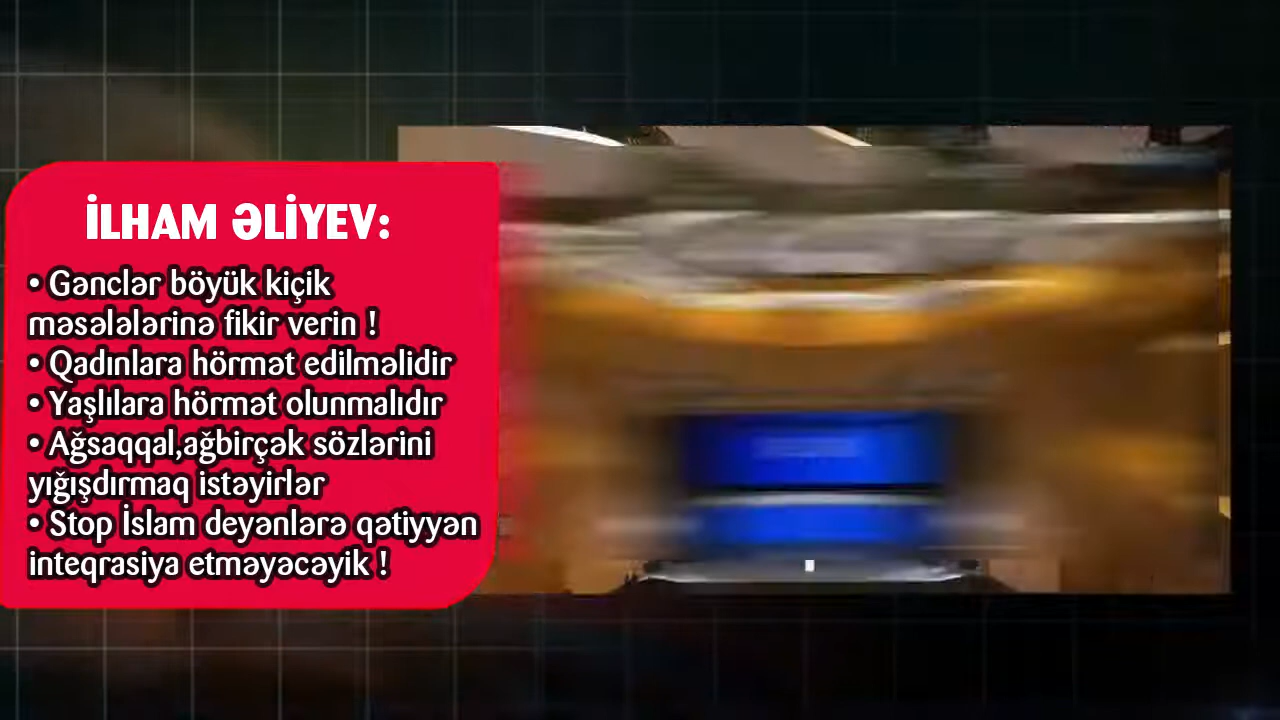 İLHAM ƏLİYEV:
• Gənclər böyük kiçik
məsələlərinə fikir verin !
• Qadınlara hörmət edilməlidir
• Yaşlılara hörmət olunmalıdır
• Ağsaqqal,ağbirçək sözlərini
yığışdırmaq istəyirlər
• Stop İslam deyənlərə qətiyyən
inteqrasiya etməyəcəyik !